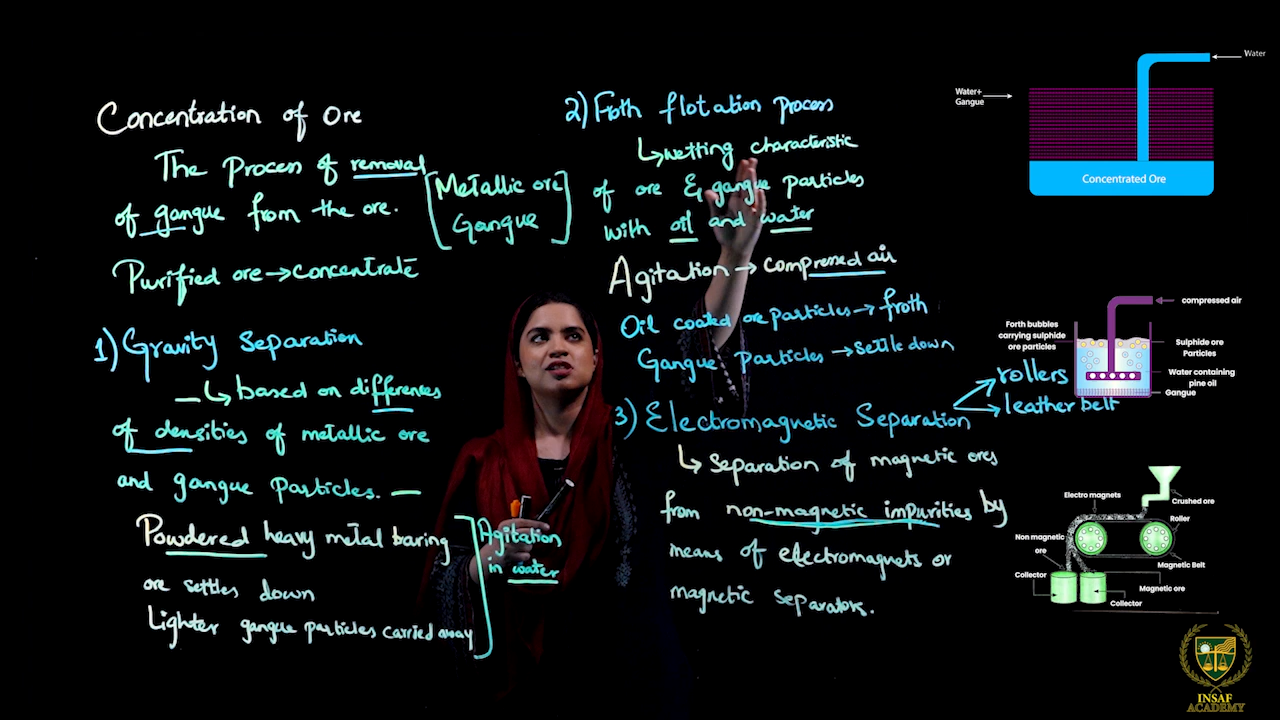 Concentration of Ore
The Process of removal
of gangue from the ore.
[Metallic ore
Gangue]
Purified ore → concentrate
1) Gravity Separation
↳ based on differences
of densities of metallic ore
and gangue Particles.
Powdered heavy metal baring
ore settles down
Lighter gangue particles carried away
Agitation
in water
2) Froth flotation process
↳ wetting characteristic
of ore & gangue particles
with oil and water
Agitation → compressed air
Oil coated ore particles → froth
Gangue Particles → settle down
3) Electromagnetic Separation
rollers
leather belt
↳ Separation of magnetic ores
from non-magnetic impurities by
means of electromagnets or
magnetic separators.
Water
Water+
Gangue
Concentrated Ore
compressed air
Forth bubbles
carrying sulphide
ore particles
Sulphide ore
Particles
Water containing
pine oil
Gangue
Electro magnets
Crushed ore
Roller
Non magnetic
ore
Magnetic Belt
Collector
Magnetic ore
Collector
INSAF
ACADEMY